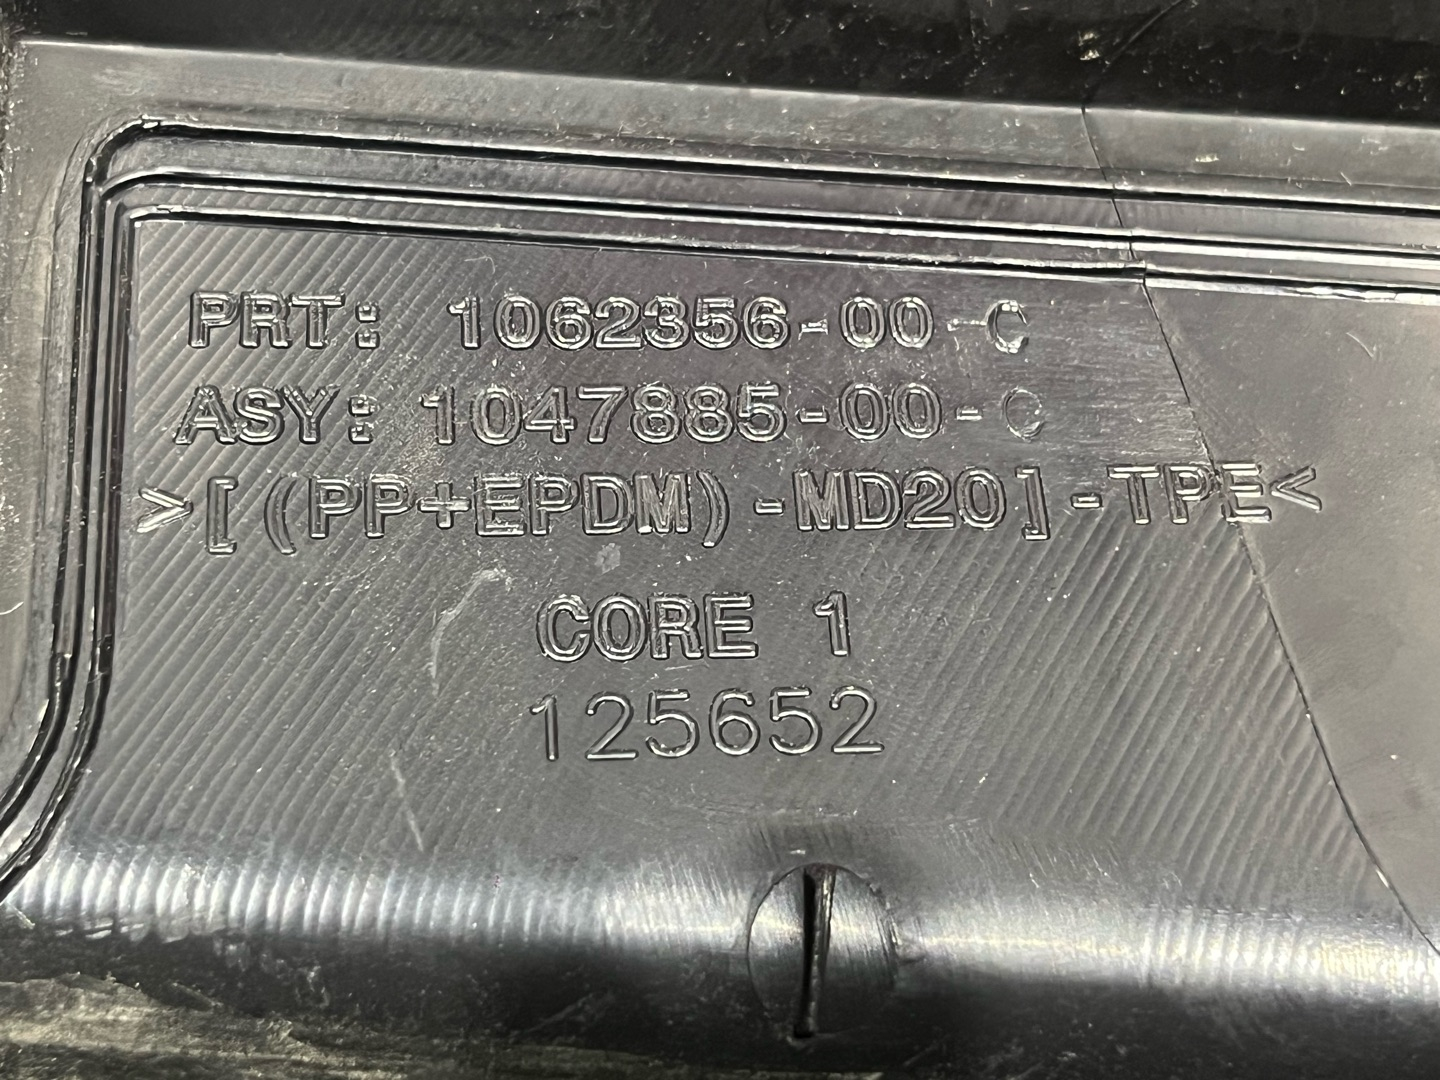 PRT: 1062356-00-C
ASY: 1047885-00-C
>[(PP+EPDM)-MD20]-TPE<
CORE 1
125652